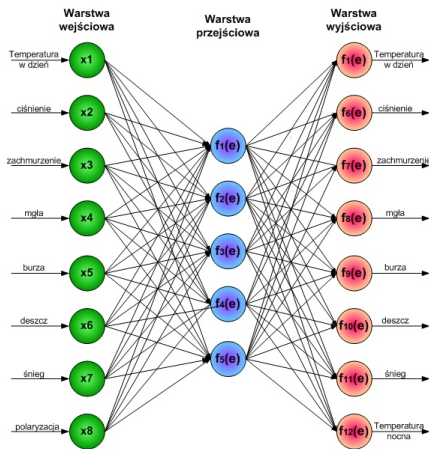 Warstwa
wejściowa
Warstwa
przejściowa
Warstwa
wyjściowa
Temperatura
w dzień
x1
ciśnienie
x2
zachmurzenie
x3
mgła
x4
burza
x5
deszcz
x6
śnieg
x7
polaryzacja
x8
f1(e)
f2(e)
f3(e)
f4(e)
f5(e)
f1(e)
Temperatura
w dzień
f6(e)
ciśnienie
f7(e)
zachmurzenie
f8(e)
mgła
f9(e)
burza
f10(e)
deszcz
f11(e)
śnieg
f12(e)
Temperatura
nocna